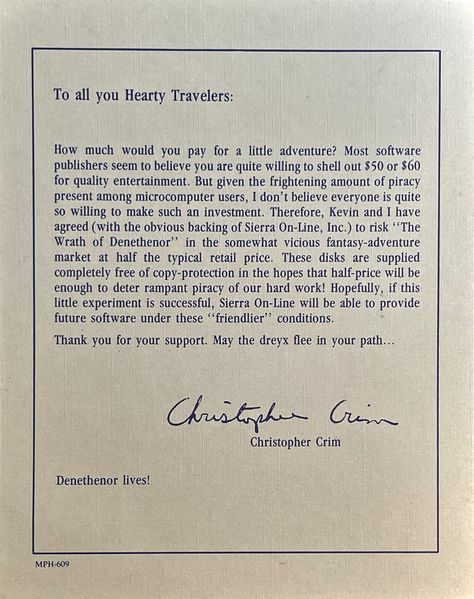 To all you Hearty Travelers:
How much would you pay for a little adventure? Most software
publishers seem to believe you are quite willing to shell out $50 or $60
for quality entertainment. But given the frightening amount of piracy
present among microcomputer users, I don't believe everyone is quite
so willing to make such an investment. Therefore, Kevin and I have
agreed (with the obvious backing of Sierra On-Line, Inc.) to risk "The
Wrath of Denethenor" in the somewhat vicious fantasy-adventure
market at half the typical retail price. These disks are supplied
completely free of copy-protection in the hopes that half-price will be
enough to deter rampant piracy of our hard work! Hopefully, if this
little experiment is successful, Sierra On-Line will be able to provide
future software under these "friendlier" conditions.
Thank you for your support. May the dreyx flee in your path...
Christopher Crim
Christopher Crim
Denethenor lives!
MPH-609